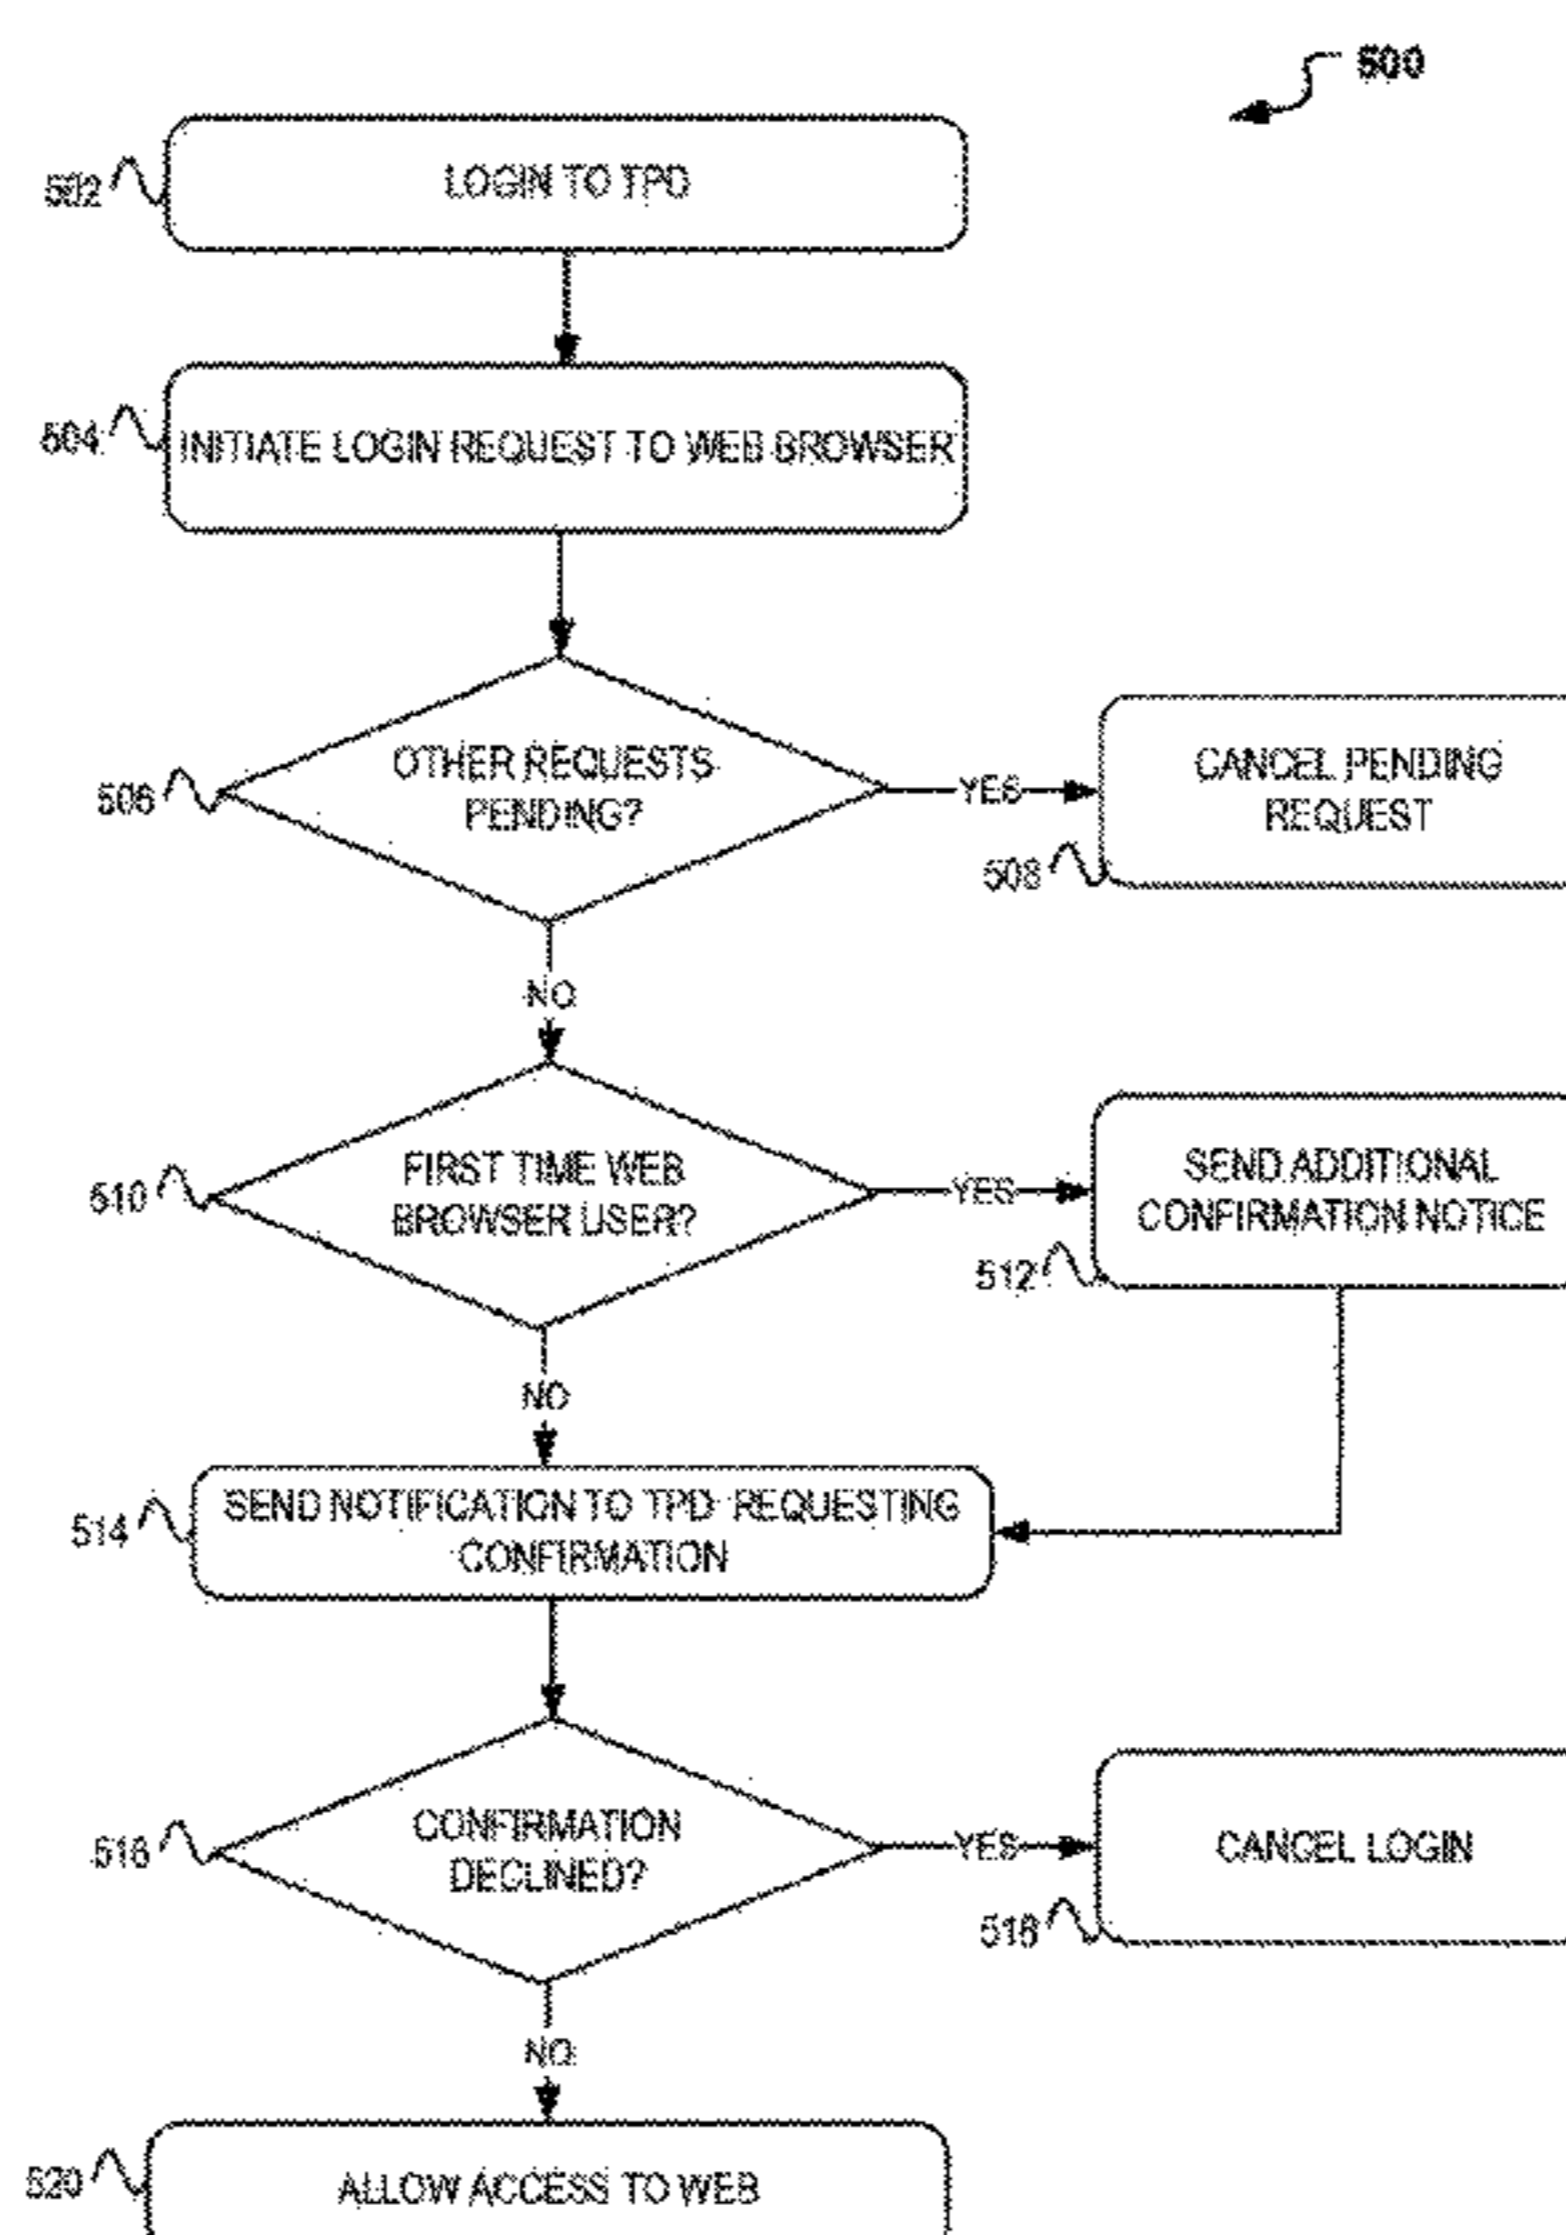 500
502
LOGIN TO TPD
504
INITIATE LOGIN REQUEST TO WEB BROWSER
506
OTHER REQUESTS
PENDING?
YES
CANCEL PENDING
REQUEST
508
NO
510
FIRST TIME WEB
BROWSER USER?
YES
SEND ADDITIONAL
CONFIRMATION NOTICE
512
NO
514
SEND NOTIFICATION TO TPD REQUESTING
CONFIRMATION
516
CONFIRMATION
DECLINED?
YES
CANCEL LOGIN
518
NO
520
ALLOW ACCESS TO WEB